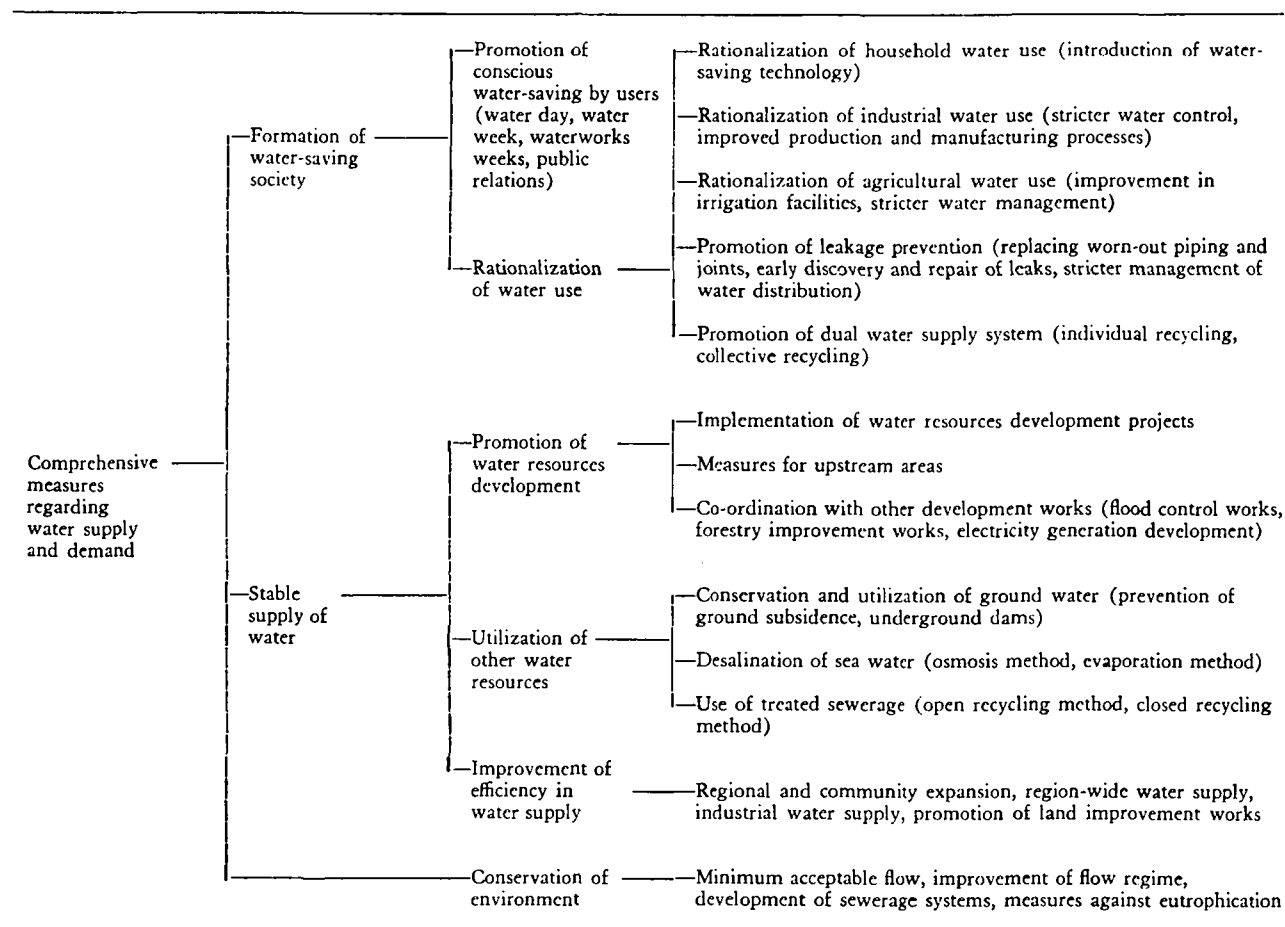 Comprehensive
measures
regarding
water supply
and demand
Formation of
water-saving
society
Promotion of
conscious
water-saving by users
(water day, water
week, waterworks
weeks, public
relations)
Rationalization
of water use
Rationalization of household water use (introduction of water-
saving technology)
Rationalization of industrial water use (stricter water control,
improved production and manufacturing processes)
Rationalization of agricultural water use (improvement in
irrigation facilities, stricter water management)
Promotion of leakage prevention (replacing worn-out piping and
joints, early discovery and repair of leaks, stricter management of
water distribution)
Promotion of dual water supply system (individual recycling,
collective recycling)
Stable
supply of
water
Promotion of
water resources
development
Implementation of water resources development projects
Measures for upstream areas
Co-ordination with other development works (flood control works,
forestry improvement works, electricity generation development)
Utilization of
other water
resources
Conservation and utilization of ground water (prevention of
ground subsidence, underground dams)
Desalination of sea water (osmosis method, evaporation method)
Use of treated sewerage (open recycling method, closed recycling
method)
Improvement of
efficiency in
water supply
Regional and community expansion, region-wide water supply,
industrial water supply, promotion of land improvement works
Conservation of
environment
Minimum acceptable flow, improvement of flow regime,
development of sewerage systems, measures against eutrophication